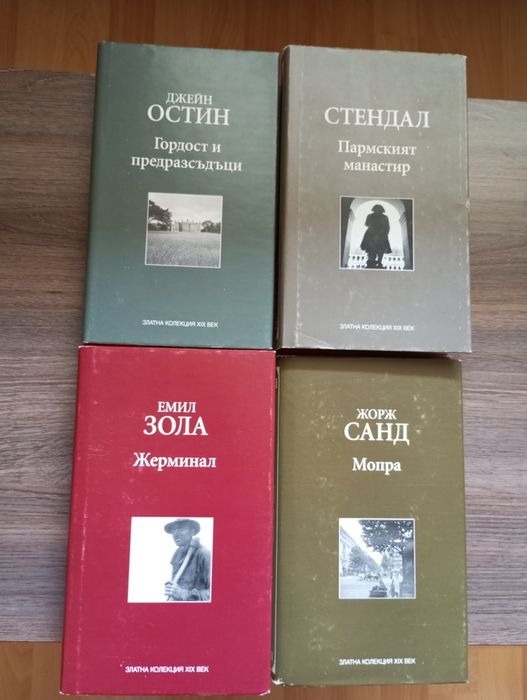 ДЖЕЙН
ОСТИН
Гордост и
предразсъдъци
ЗЛАТНА КОЛЕКЦИЯ XIX ВЕК
СТЕНДАЛ
Пармският
манастир
ЗЛАТНА КОЛЕКЦИЯ XIX ВЕК
ЕМИЛ
ЗОЛА
Жерминал
ЗЛАТНА КОЛЕКЦИЯ XIX ВЕК
ЖОРЖ
САНД
Мопра
ЗЛАТНА КОЛЕКЦИЯ XIX ВЕК